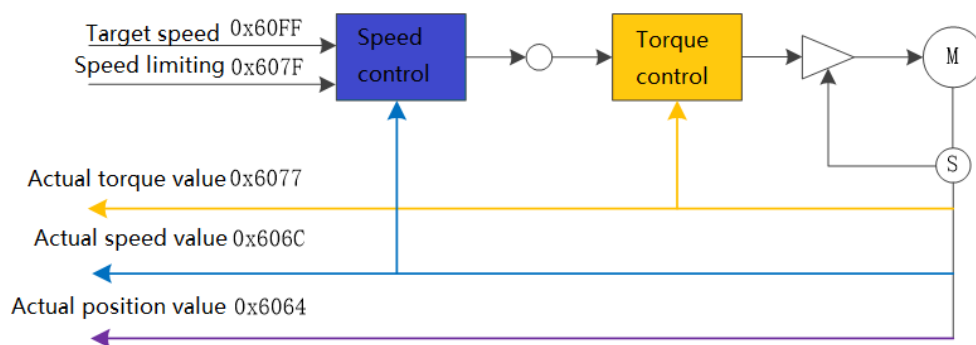 Target speed 0x60FF
Speed limiting 0x607F
Speed
control
Torque
control
M
S
Actual torque value 0x6077
Actual speed value 0x606C
Actual position value 0x6064